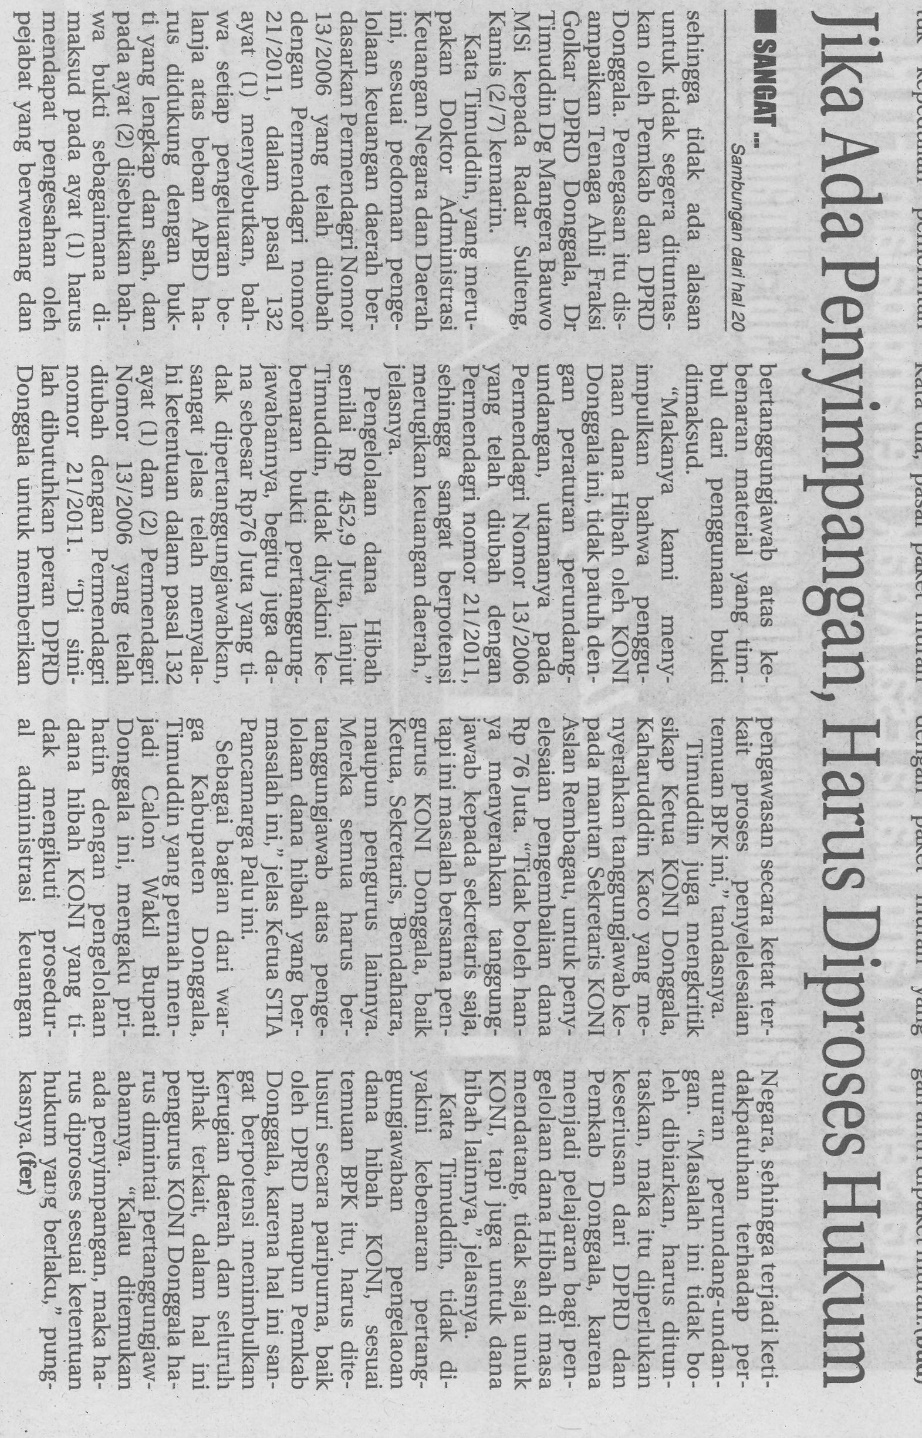 Jika Ada Penyimpangan, Harus Diproses Hukum
SANGAT ...
Sambungan dari hal 20
sehingga tidak ada alasan
untuk tidak segera dituntas-
kan oleh Pemkab dan DPRD
Donggala. Penegasan itu dis-
ampaikan Tenaga Ahli Fraksi
Golkar DPRD Donggala, Dr
Timuddin Dg Mangera Bauwo
MSi kepada Radar Sulteng,
Kamis (2/7) kemarin.
Kata Timuddin, yang meru-
pakan Doktor Administrasi
Keuangan Negara dan Daerah
ini, sesuai pedoman penge-
lolaan keuangan daerah ber-
dasarkan Permendagri Nomor
13/2006 yang telah diubah
dengan Permendagri nomor
21/2011, dalam pasal 132
ayat (1) menyebutkan, bah-
wa setiap pengeluaran be-
lanja atas beban APBD ha-
rus didukung dengan buk-
ti yang lengkap dan sah, dan
pada ayat (2) disebutkan bah-
wa bukti sebagaimana di-
maksud pada ayat (1) harus
mendapat pengesahan oleh
pejabat yang berwenang dan
bertanggungjawab atas ke-
benaran material yang tim-
bul dari penggunaan bukti
dimaksud.
"Makanya kami meny-
impulkan bahwa penggu-
naan dana Hibah oleh KONI
Donggala ini, tidak patuh den-
gan peraturan perundang-
undangan, utamanya pada
Permendagri Nomor 13/2006
yang telah diubah dengan
Permendagri nomor 21/2011,
sehingga sangat berpotensi
merugikan keuangan daerah,"
jelasnya.
Pengelolaan dana Hibah
senilai Rp 452,9 Juta, lanjut
Timuddin, tidak diyakini ke-
benaran bukti pertanggung-
jawabannya, begitu juga da-
na sebesar Rp76 Juta yang ti-
dak dipertanggungjawabkan,
sangat jelas telah menyala-
hi ketentuan dalam pasal 132
ayat (1) dan (2) Permendagri
Nomor 13/2006 yang telah
diubah dengan Permendagri
nomor 21/2011. "Di sini-
lah dibutuhkan peran DPRD
Donggala untuk memberikan
pengawasan secara ketat ter-
kait proses penyelelesaian
temuan BPK ini," tandasnya.
Timuddin juga mengkritik
sikap Ketua KONI Donggala,
Kaharudddin Kaco yang me-
nyerahkan tanggungjawab ke-
pada mantan Sekretaris KONI
Aslan Rembagau, untuk peny-
elesaian pengembalian dana
Rp 76 Juta. "Tidak boleh han-
ya menyerahkan tanggung-
jawab kepada sekretaris saja,
tapi ini masalah bersama pen-
gurus KONI Donggala, baik
Ketua, Sekretaris, Bendahara,
maupun pengurus lainnya.
Mereka semua harus ber-
tanggungjawab atas penge-
lolaan dana hibah yang ber-
masalah ini," jelas Ketua STIA
Pancamarga Palu ini.
Sebagai bagian dari war-
ga Kabupaten Donggala,
Timuddin yang pernah men-
jadi Calon Wakil Bupati
Donggala ini, mengaku pri-
hatin dengan pengelolaan
dana hibah KONI yang ti-
dak mengikuti prosedur-
al administrasi keuangan
Negara, sehingga terjadi keti-
dakpatuhan terhadap per-
aturan perundang-undan-
gan. "Masalah ini tidak bo-
leh dibiarkan, harus ditun-
taskan, maka itu diperlukan
keseriusan dari DPRD dan
Pemkab Donggala, karena
menjadi pelajaran bagi pen-
gelolaan dana Hibah di masa
mendatang, tidak saja unuk
KONI, tapi juga untuk dana
hibah lainnya," jelasnya.
Kata Timuddin, tidak di-
yakini kebenaran pertang-
gungjawaban pengelaoan
dana hibah KONI, sesuai
temuan BPK itu, harus dite-
lusuri secara paripurna, baik
oleh DPRD maupun Pemkab
Donggala, karena hal ini san-
gat berpotensi menimbulkan
kerugian daerah dan seluruh
pihak terkait, dalam hal ini
pengurus KONI Donggala ha-
rus dimintai pertanggungjaw-
abannya. "Kalau ditemukan
ada penyimpangan, maka ha-
rus diproses sesuai ketentuan
hukum yang berlaku," pung-
kasnya.(fer)